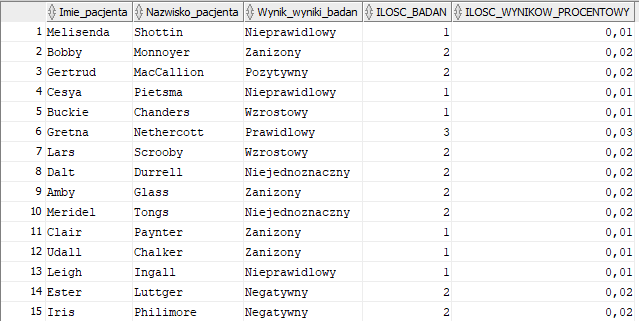 Imie_pacjenta Nazwisko_pacjenta Wynik_wyniki_badan ILOSC_BADAN ILOSC_WYNIKOW_PROCENTOWY
1 Melisenda Shottin Nieprawidlowy 1 0,01
2 Bobby Monnoyer Zanizony 2 0,02
3 Gertrud MacCallion Pozytywny 2 0,02
4 Cesya Pietsma Nieprawidlowy 1 0,01
5 Buckie Chanders Wzrostowy 1 0,01
6 Gretna Nethercott Prawidlowy 3 0,03
7 Lars Scrooby Wzrostowy 2 0,02
8 Dalt Durrell Niejednoznaczny 2 0,02
9 Amby Glass Zanizony 2 0,02
10 Meridel Tongs Niejednoznaczny 2 0,02
11 Clair Paynter Zanizony 1 0,01
12 Udall Chalker Zanizony 1 0,01
13 Leigh Ingall Nieprawidlowy 1 0,01
14 Ester Luttger Negatywny 2 0,02
15 Iris Philimore Negatywny 2 0,02